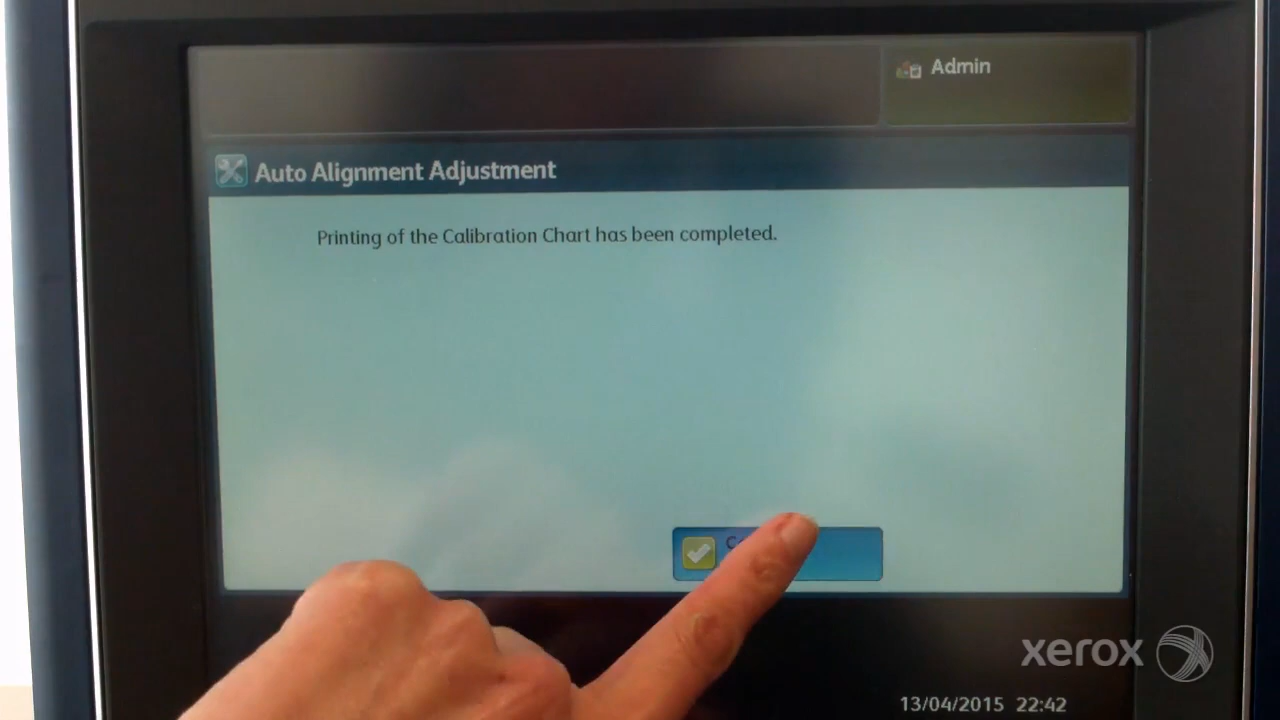 Admin
Auto Alignment Adjustment
Printing of the Calibration Chart has been completed.
xerox
13/04/2015 22:42